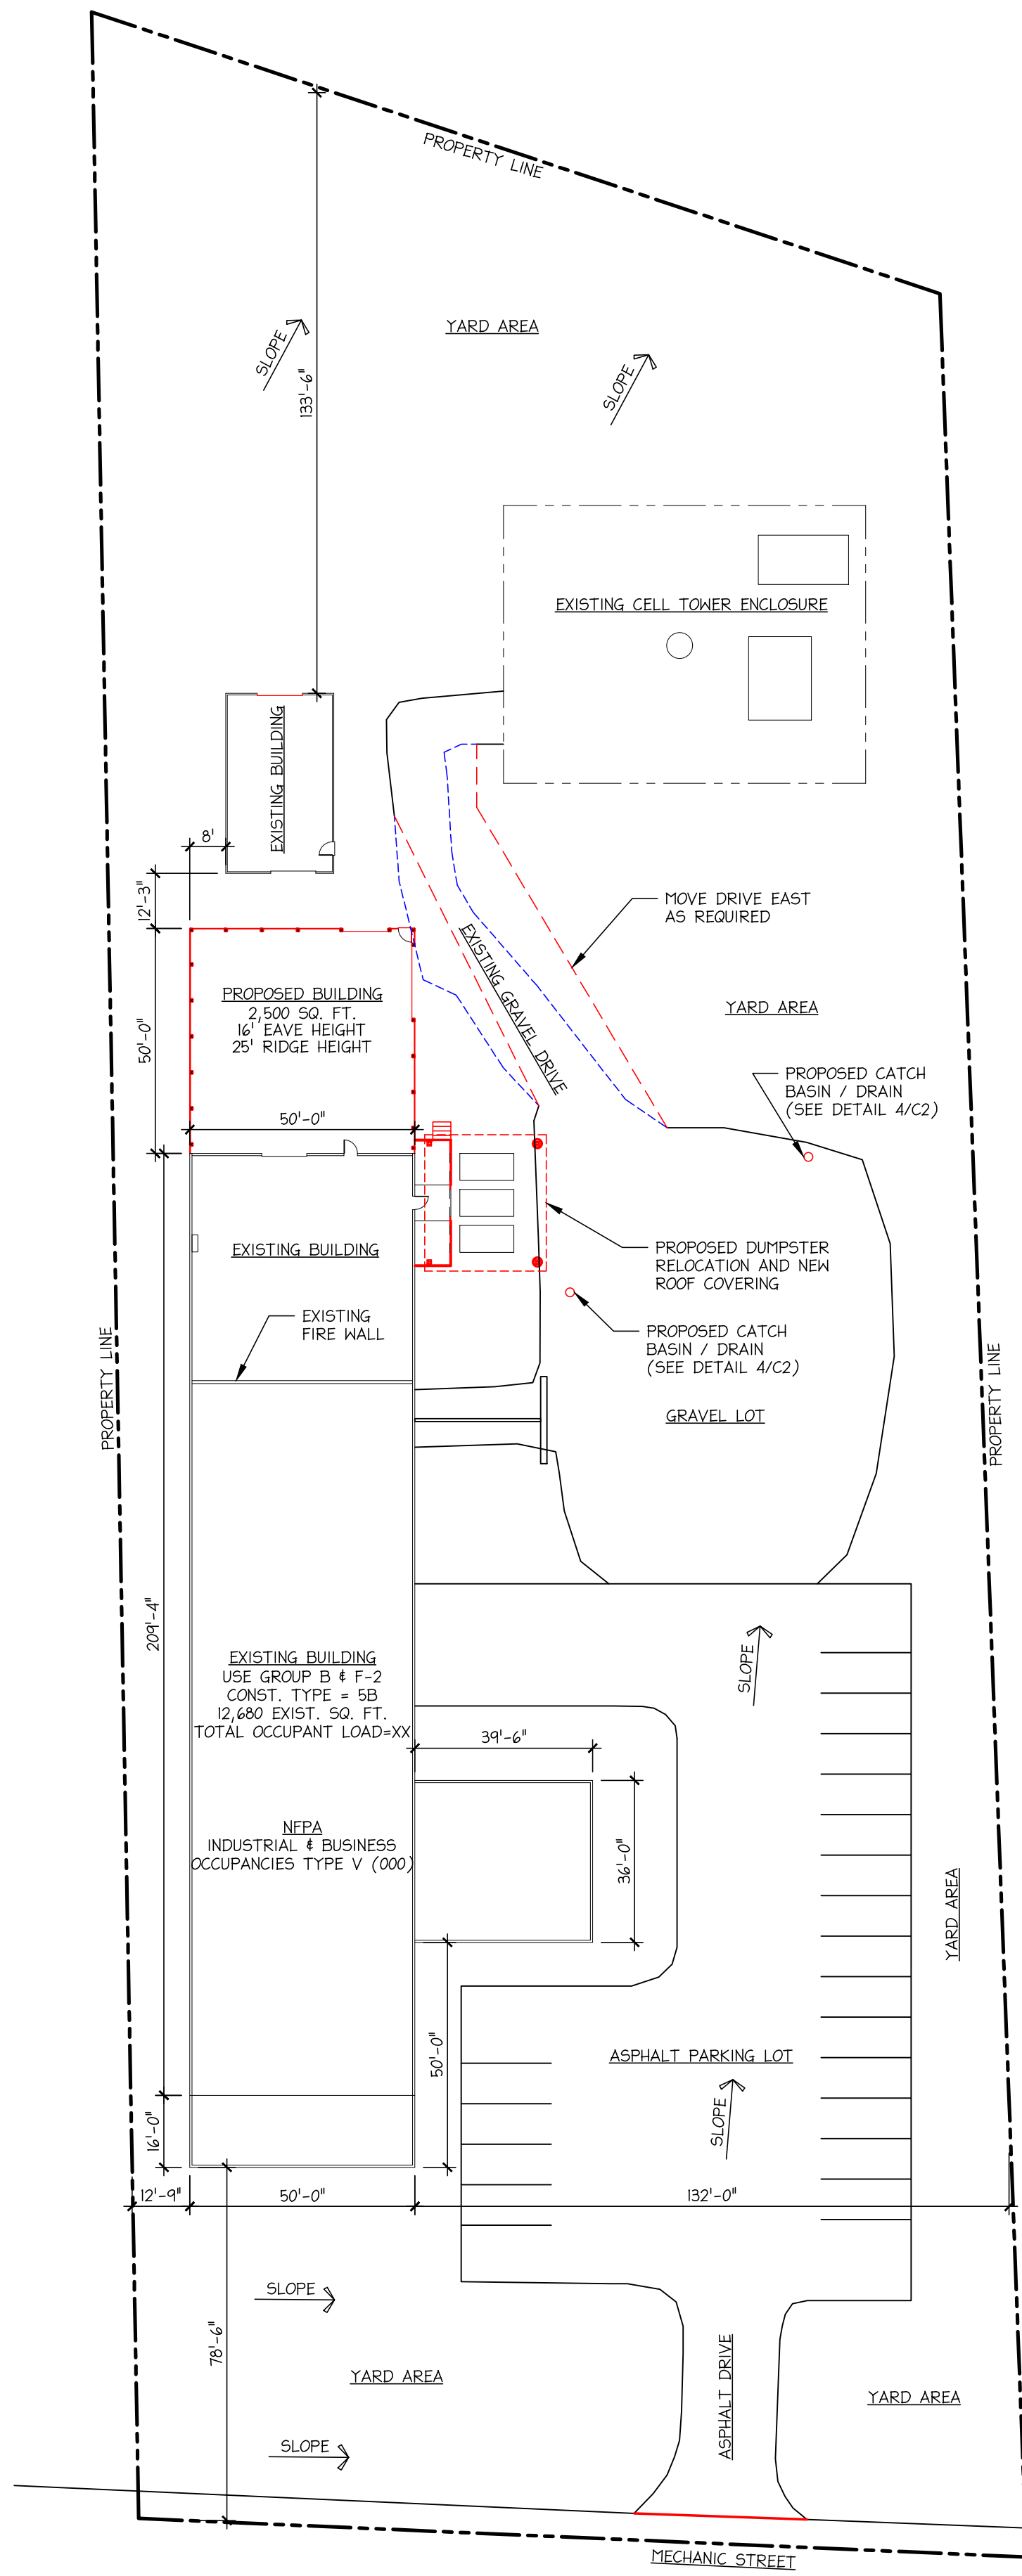 PROPERTY LINE
YARD AREA
SLOPE
SLOPE
133'-6"
EXISTING CELL TOWER ENCLOSURE
EXISTING BUILDING
8'
12'-3"
MOVE DRIVE EAST
AS REQUIRED
EXISTING GRAVEL DRIVE
PROPOSED BUILDING
2,500 SQ. FT.
16' EAVE HEIGHT
25' RIDGE HEIGHT
50'-0"
50'-0"
YARD AREA
PROPOSED CATCH
BASIN / DRAIN
(SEE DETAIL 4/C2)
EXISTING BUILDING
PROPOSED DUMPSTER
RELOCATION AND NEW
ROOF COVERING
EXISTING
FIRE WALL
PROPOSED CATCH
BASIN / DRAIN
(SEE DETAIL 4/C2)
PROPERTY LINE
PROPERTY LINE
GRAVEL LOT
209'-4"
EXISTING BUILDING
USE GROUP B & F-2
CONST. TYPE = 5B
12,680 EXIST. SQ. FT.
TOTAL OCCUPANT LOAD=XX
SLOPE
39'-6"
36'-0"
NFPA
INDUSTRIAL & BUSINESS
OCCUPANCIES TYPE V (000)
YARD AREA
50'-0"
ASPHALT PARKING LOT
SLOPE
16'-0"
12'-9"
50'-0"
132'-0"
SLOPE
78'-6"
YARD AREA
ASPHALT DRIVE
YARD AREA
SLOPE
MECHANIC STREET